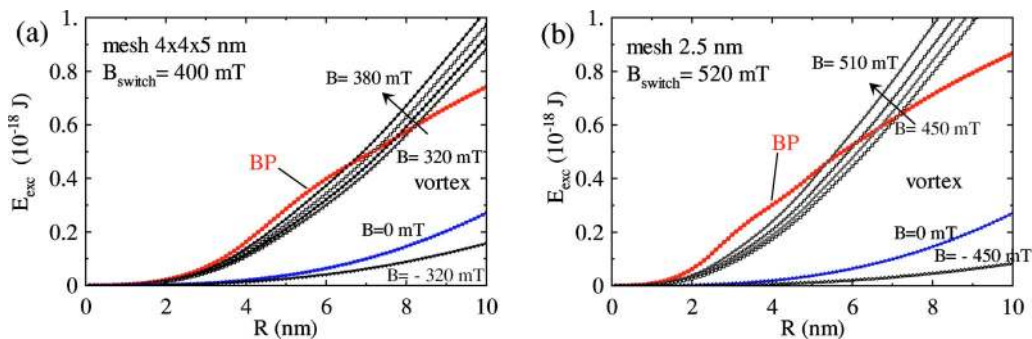 (a)
mesh 4x4x5 nm
B_switch = 400 mT
B= 380 mT
BP
B= 320 mT
vortex
B=0 mT
B= - 320 mT
E_exc (10^-18 J)
1.
0.8
0.6
0.4
0.2
0
0 2 4 6 8 10
R (nm)
(b)
mesh 2.5 nm
B_switch = 520 mT
B= 510 mT
B= 450 mT
BP
vortex
B=0 mT
B= - 450 mT
E_exc (10^-18 J)
1.
0.8
0.6
0.4
0.2
0
0 2 4 6 8 10
R (nm)